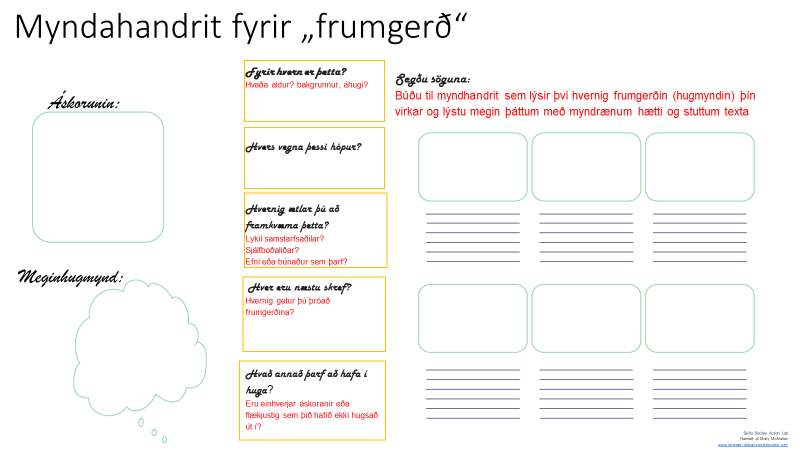 Myndahandrit fyrir „frumgerð“
Áskorunin:
Meginhugmynd:
Fyrir hvern er þetta?
Hvaða aldur? bakgrunnur, áhugi?
Hvers vegna þessi hópur?
Hvernig ætlar þú að
framkvæma þetta?
Lykil samstarfsaðilar?
Sjálfboðaliðar?
Efni eða búnaður sem þarf?
Hver eru næstu skref?
Hvernig getur þú þróað
frumgerðina?
Hvað annað þarf að hafa í
huga?
Eru einhverjar áskoranir eða
flækjustig sem þið hafið ekki hugsað
út í?
Segðu söguna:
Búðu til myndhandrit sem lýsir því hvernig frumgerðin (hugmyndin) þín
virkar og lýstu megin þáttum með myndrænum hætti og stuttum texta
Skills Society Action Lab